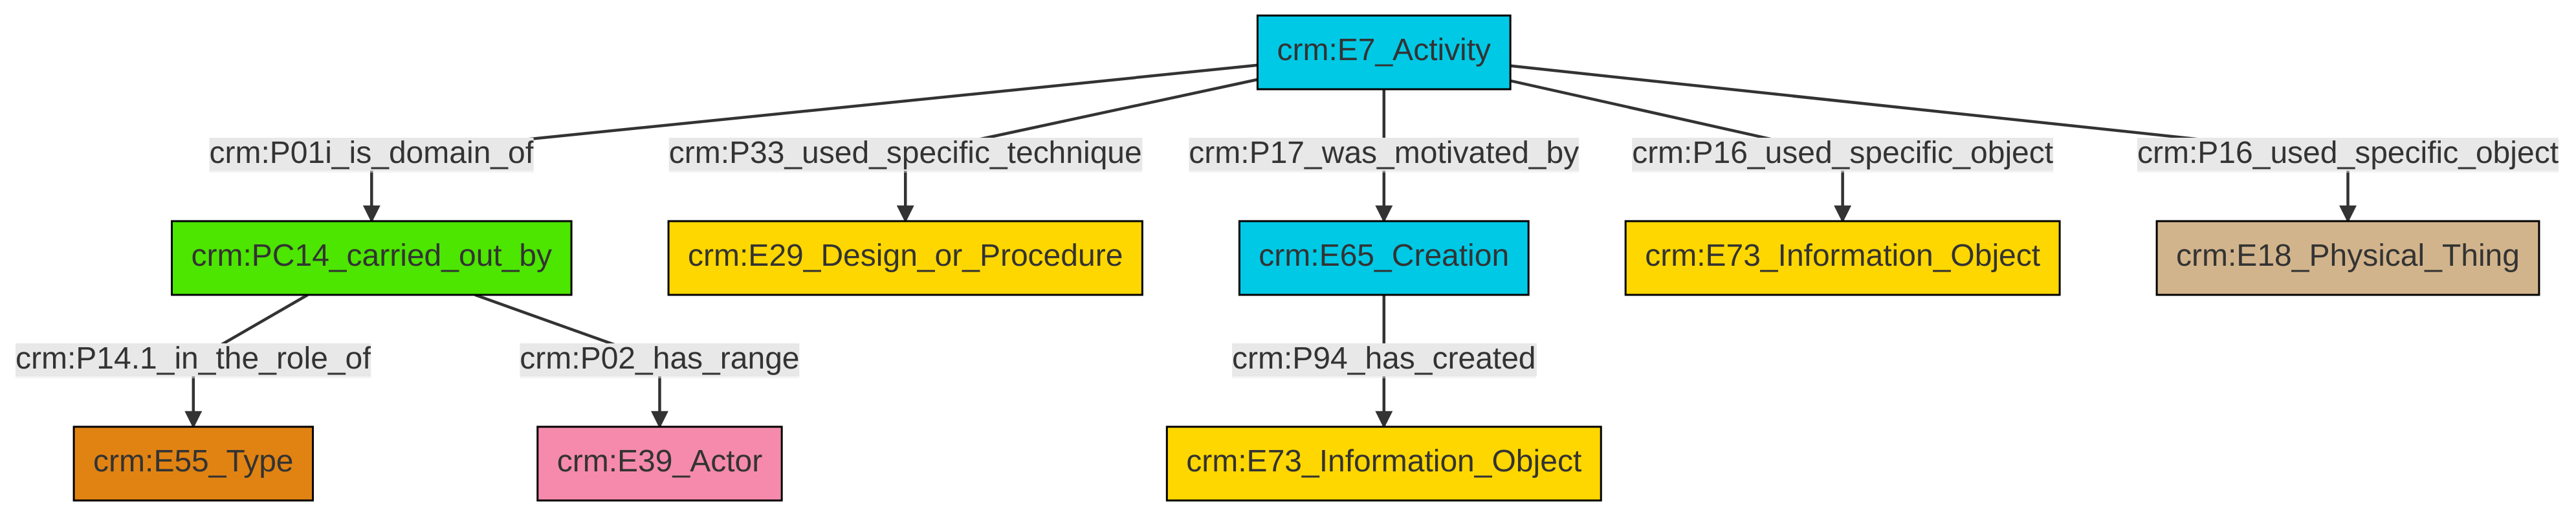 crm:E7_Activity
crm:P01i_is_domain_of
crm:P33_used_specific_technique
crm:P17_was_motivated_by
crm:P16_used_specific_object
crm:P16_used_specific_object
crm:PC14_carried_out_by
crm:E29_Design_or_Procedure
crm:E65_Creation
crm:E73_Information_Object
crm:E18_Physical_Thing
crm:P14.1_in_the_role_of
crm:P02_has_range
crm:P94_has_created
crm:E55_Type
crm:E39_Actor
crm:E73_Information_Object